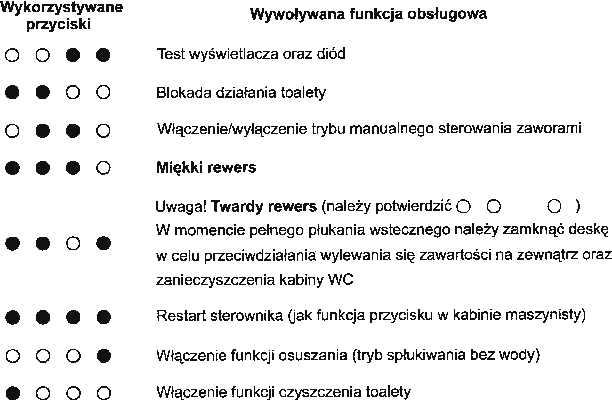 Wykorzystywane przyciski
Wywoływana funkcja obsługowa
○ ○ ● ● Test wyświetlacza oraz diód
● ● ○ ○ Blokada działania toalety
○ ● ● ○ Włączenie/wyłączenie trybu manualnego sterowania zaworami
● ● ● ○ Miękki rewers
Uwaga! Twardy rewers (należy potwierdzić ○ ○ ○ )
● ● ○ ● W momencie pełnego płukania wstecznego należy zamknąć deskę
w celu przeciwdziałania wylewania się zawartości na zewnątrz oraz
zanieczyszczenia kabiny WC
● ● ● ● Restart sterownika (jak funkcja przycisku w kabinie maszynisty)
○ ○ ○ ● Włączenie funkcji osuszania (tryb spłukiwania bez wody)
● ○ ○ ○ Włączenie funkcji czyszczenia toalety